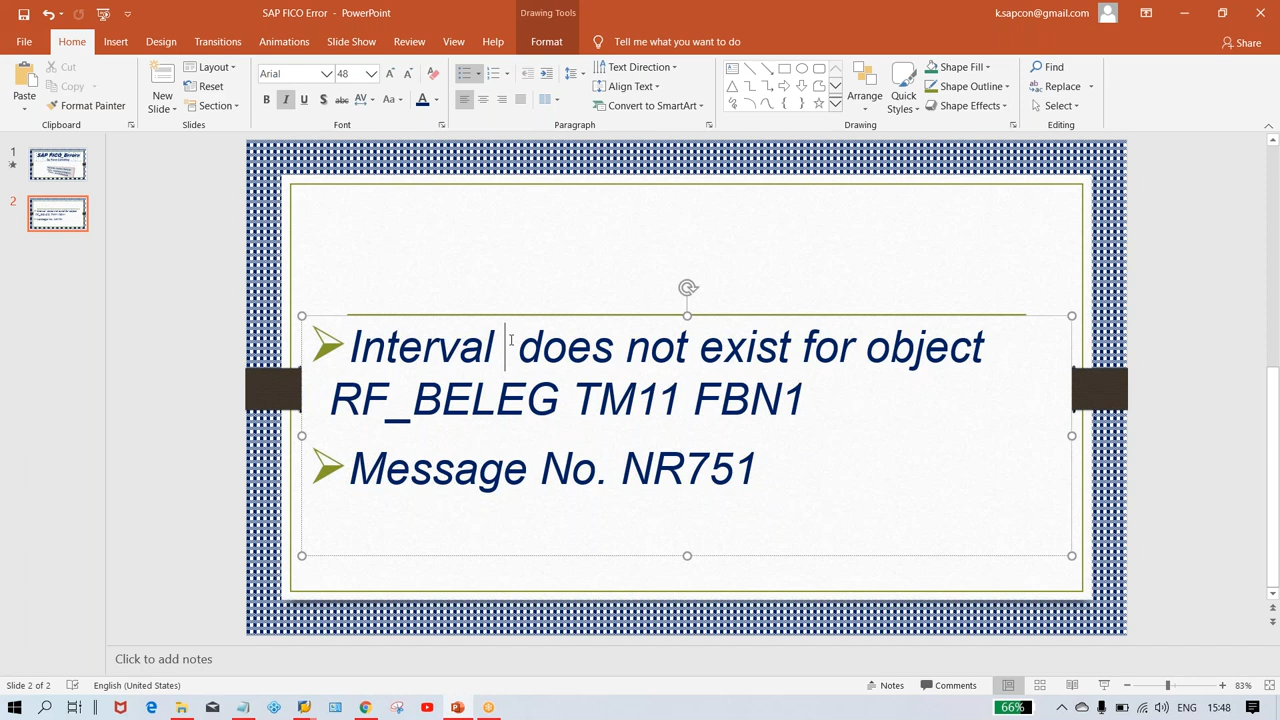 SAP FICO Error - PowerPoint
Drawing Tools
k.sapcon@gmail.com
File Home Insert Design Transitions Animations Slide Show Review View Help Format Tell me what you want to do Share
Paste
Cut
Copy
Format Painter
Clipboard
New Slide
Layout
Reset
Section
Slides
Arial 48
Font
Text Direction
Align Text
Convert to SmartArt
Paragraph
Arrange
Quick Styles
Shape Fill
Shape Outline
Shape Effects
Drawing
Find
Replace
Select
Editing
1
2
Interval does not exist for object
RF_BELEG TM11 FBN1
Message No. NR751
Click to add notes
Slide 2 of 2 English (United States) Notes Comments 83%
66% ENG 15:48